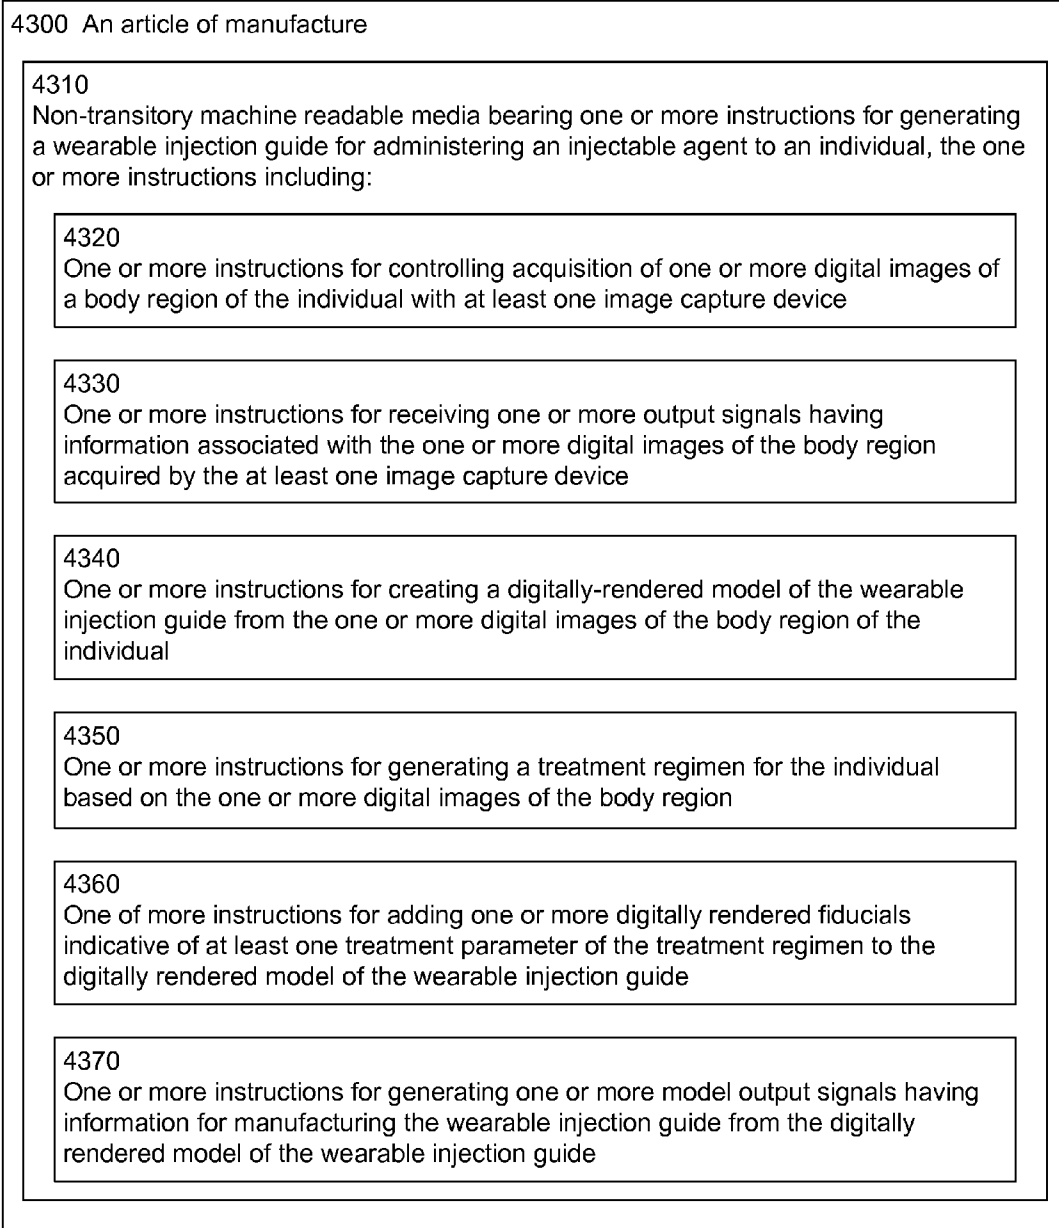 4300 An article of manufacture
4310
Non-transitory machine readable media bearing one or more instructions for generating
a wearable injection guide for administering an injectable agent to an individual, the one
or more instructions including:
4320
One or more instructions for controlling acquisition of one or more digital images of
a body region of the individual with at least one image capture device
4330
One or more instructions for receiving one or more output signals having
information associated with the one or more digital images of the body region
acquired by the at least one image capture device
4340
One or more instructions for creating a digitally-rendered model of the wearable
injection guide from the one or more digital images of the body region of the
individual
4350
One or more instructions for generating a treatment regimen for the individual
based on the one or more digital images of the body region
4360
One of more instructions for adding one or more digitally rendered fiducials
indicative of at least one treatment parameter of the treatment regimen to the
digitally rendered model of the wearable injection guide
4370
One or more instructions for generating one or more model output signals having
information for manufacturing the wearable injection guide from the digitally
rendered model of the wearable injection guide